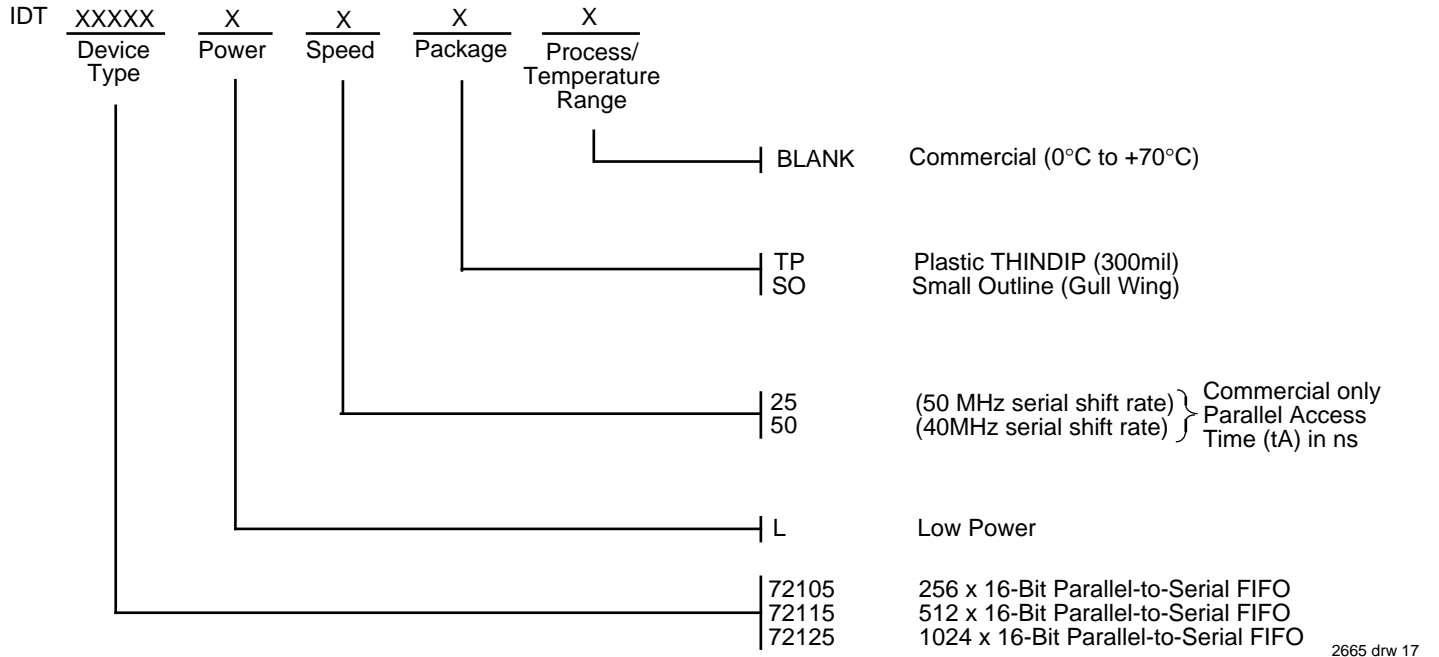 IDT XXXXX X X X X
Device Type
Power
Speed
Package
Process/
Temperature
Range
BLANK Commercial (0°C to +70°C)
TP Plastic THINDIP (300mil)
SO Small Outline (Gull Wing)
25 (50 MHz serial shift rate)
50 (40MHz serial shift rate)
Commercial only
Parallel Access
Time (tA) in ns
L Low Power
72105 256 x 16-Bit Parallel-to-Serial FIFO
72115 512 x 16-Bit Parallel-to-Serial FIFO
72125 1024 x 16-Bit Parallel-to-Serial FIFO
2665 drw 17